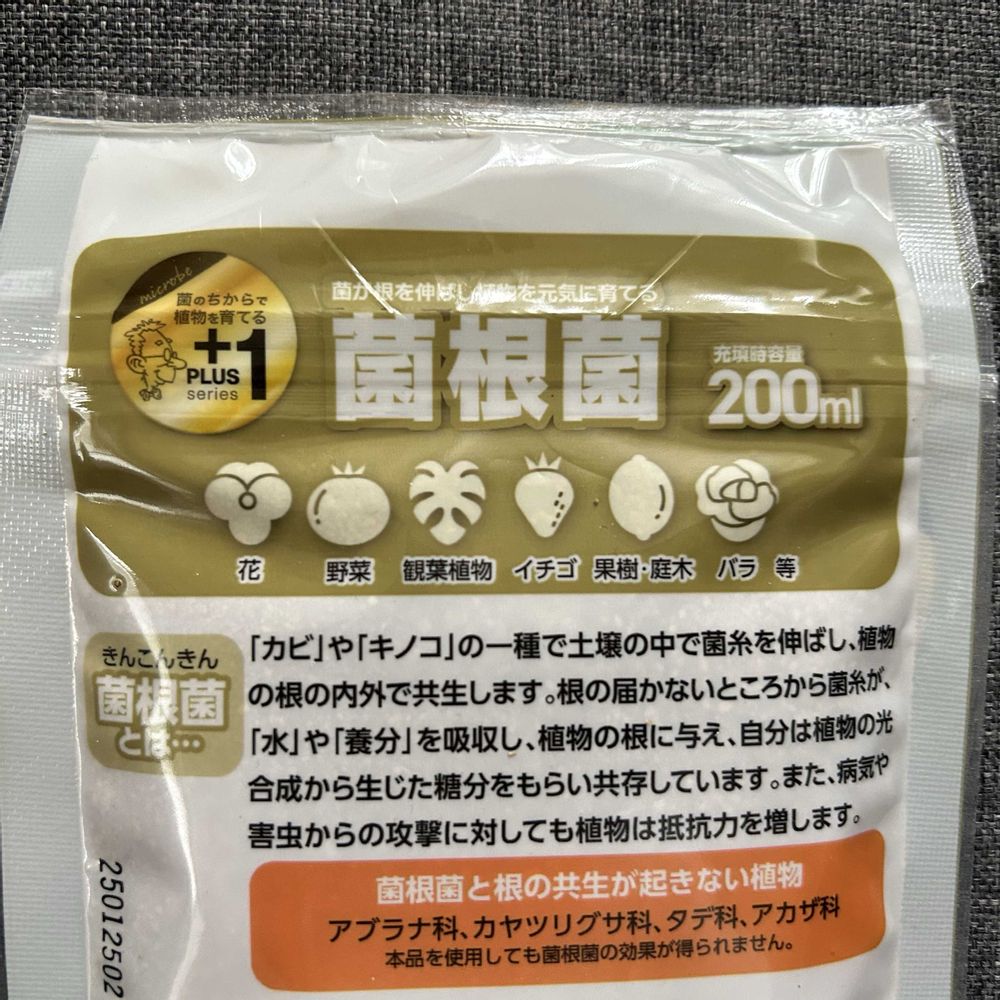 microbe
菌のちからで
植物を育てる
+1
PLUS
series
菌が根を伸ばし植物を元気に育てる
菌根菌
充填時容量
200ml
花 野菜 観葉植物 イチゴ 果樹・庭木 バラ 等
きんこんきん
菌根菌
とは…
「カビ」や「キノコ」の一種で土壌の中で菌糸を伸ばし、植物
の根の内外で共生します。根の届かないところから菌糸が、
「水」や「養分」を吸収し、植物の根に与え、自分は植物の光
合成から生じた糖分をもらい共存しています。また、病気や
害虫からの攻撃に対しても植物は抵抗力を増します。
菌根菌と根の共生が起きない植物
アブラナ科、カヤツリグサ科、タデ科、アカザ科
本品を使用しても菌根菌の効果が得られません。
25012502